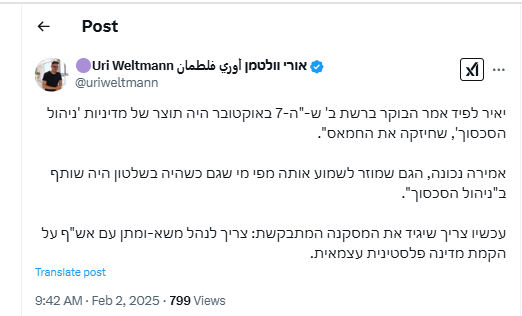 Post
Uri Weltmann أوري فلطمان אורי וולטמן
@uriweltmann
יאיר לפיד אמר הבוקר ברשת ב' ש-"ה-7 באוקטובר היה תוצר של מדיניות 'ניהול
הסכסוך', שחיזקה את החמאס".
אמירה נכונה, הגם שמוזר לשמוע אותה מפי מי שגם כשהיה בשלטון היה שותף
ב"ניהול הסכסוך".
עכשיו צריך שיגיד את המסקנה המתבקשת: צריך לנהל משא-ומתן עם אש"ף על
הקמת מדינה פלסטינית עצמאית.
Translate post
9:42 AM · Feb 2, 2025 · 799 Views